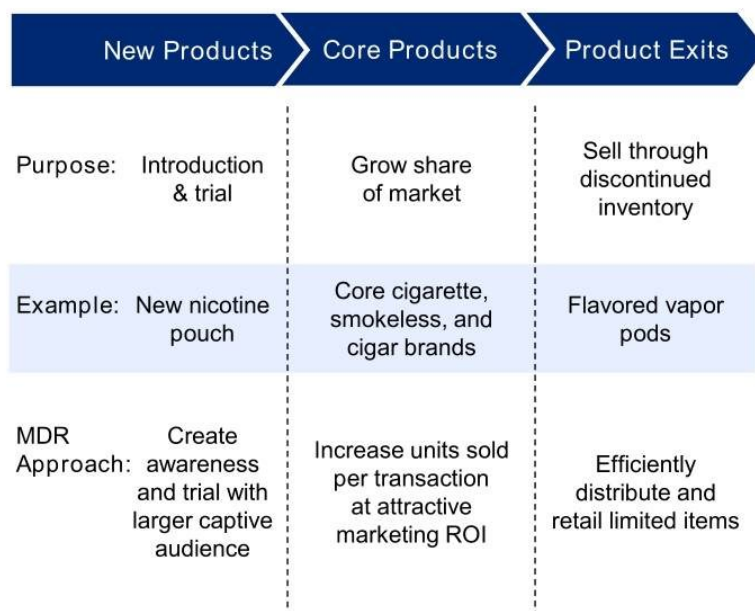 New Products
Core Products
Product Exits
Purpose:
Introduction
& trial
Grow share
of market
Sell through
discontinued
inventory
Example:
New nicotine
pouch
Core cigarette,
smokeless, and
cigar brands
Flavored vapor
pods
MDR
Approach:
Create
awareness
and trial with
larger captive
audience
Increase units sold
per transaction
at attractive
marketing ROI
Efficiently
distribute and
retail limited items